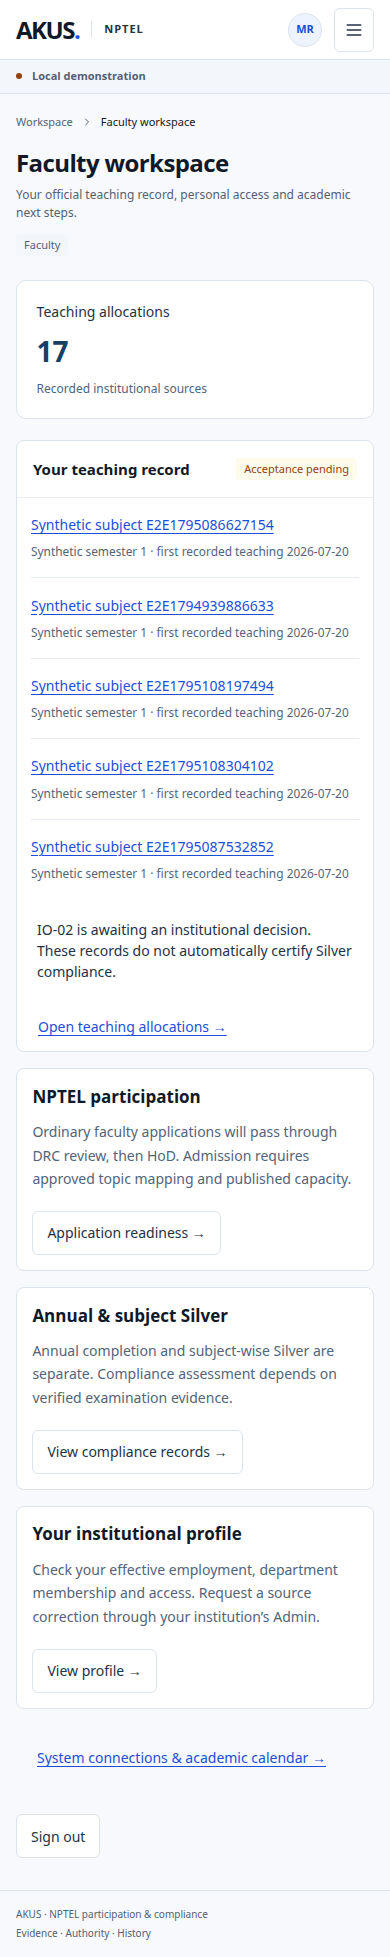 AKUS. NPTEL MR
Local demonstration
Workspace > Faculty workspace
Faculty workspace
Your official teaching record, personal access and academic
next steps.
Faculty
Teaching allocations
17
Recorded institutional sources
Your teaching record Acceptance pending
Synthetic subject E2E1795086627154
Synthetic semester 1 · first recorded teaching 2026-07-20
Synthetic subject E2E1794939886633
Synthetic semester 1 · first recorded teaching 2026-07-20
Synthetic subject E2E1795108197494
Synthetic semester 1 · first recorded teaching 2026-07-20
Synthetic subject E2E1795108304102
Synthetic semester 1 · first recorded teaching 2026-07-20
Synthetic subject E2E1795087532852
Synthetic semester 1 · first recorded teaching 2026-07-20
IO-02 is awaiting an institutional decision.
These records do not automatically certify Silver
compliance.
Open teaching allocations →
NPTEL participation
Ordinary faculty applications will pass through
DRC review, then HoD. Admission requires
approved topic mapping and published capacity.
Application readiness →
Annual & subject Silver
Annual completion and subject-wise Silver are
separate. Compliance assessment depends on
verified examination evidence.
View compliance records →
Your institutional profile
Check your effective employment, department
membership and access. Request a source
correction through your institution’s Admin.
View profile →
System connections & academic calendar →
Sign out
AKUS · NPTEL participation & compliance
Evidence · Authority · History